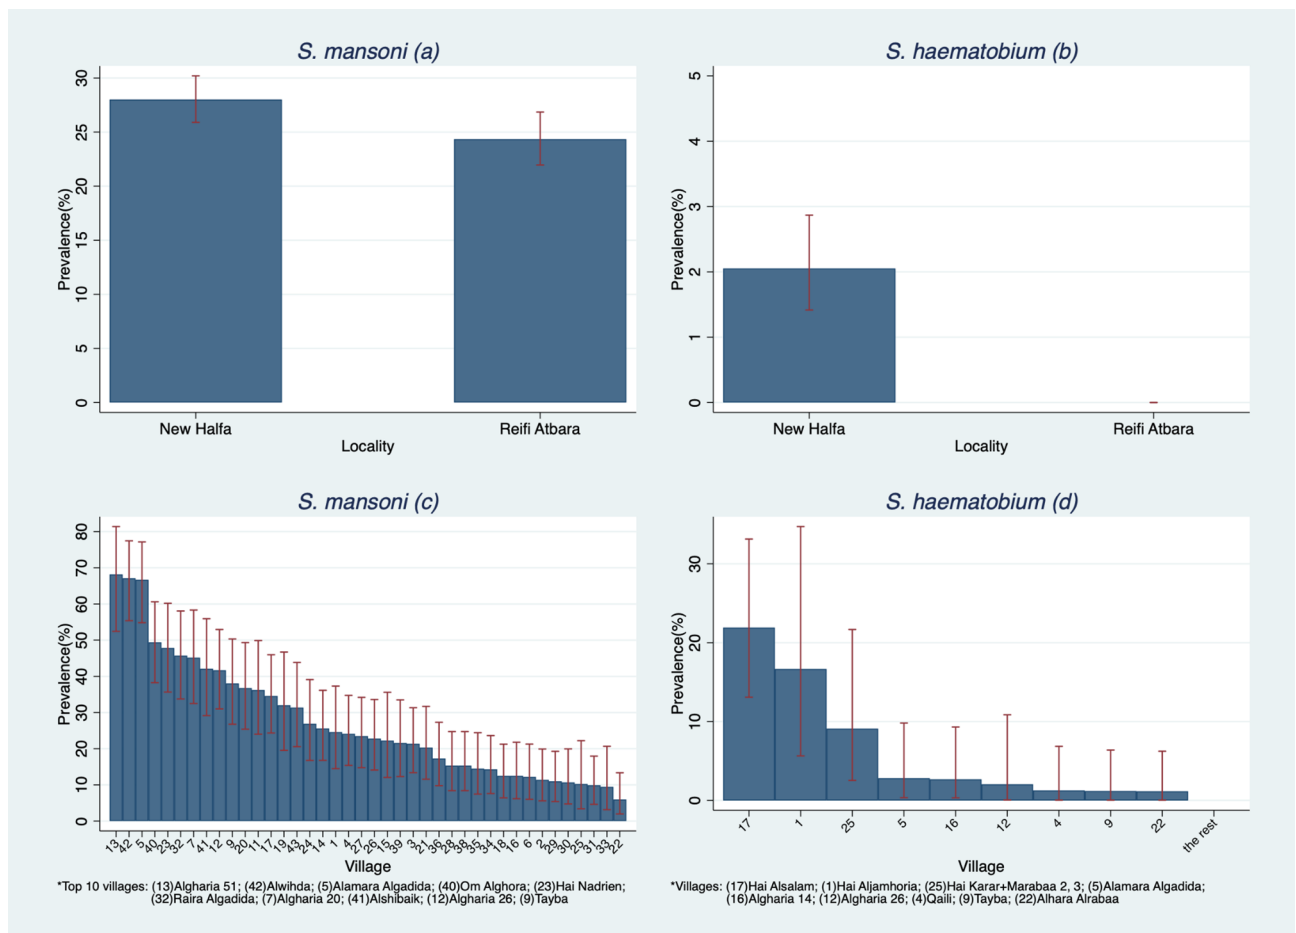 S. mansoni (a)
30
25
20
15
10
5
0
Prevalence(%)
New Halfa Reifi Atbara
Locality
S. haematobium (b)
5
4
3
2
1
0
Prevalence(%)
New Halfa Reifi Atbara
Locality
S. mansoni (c)
80
70
60
50
40
30
20
10
0
Prevalence(%)
13 42 5 40 23 32 7 41 12 9 20 11 17 19 43 24 14 1 4 27 26 15 39 3 21 36 28 38 35 34 18 16 6 2 29 30 25 31 33 22
Village
*Top 10 villages: (13)Algharia 51; (42)Alwihda; (5)Alamara Algadida; (40)Om Alghora; (23)Hai Nadrien;
(32)Raira Algadida; (7)Algharia 20; (41)Alshibaik; (12)Algharia 26; (9)Tayba
S. haematobium (d)
30
20
10
0
Prevalence(%)
17 1 25 5 16 12 4 9 22 the rest
Village
*Villages: (17)Hai Alsalam; (1)Hai Aljamhoria; (25)Hai Karar+Marabaa 2, 3; (5)Alamara Algadida;
(16)Algharia 14; (12)Algharia 26; (4)Qaili; (9)Tayba; (22)Alhara Alrabaa